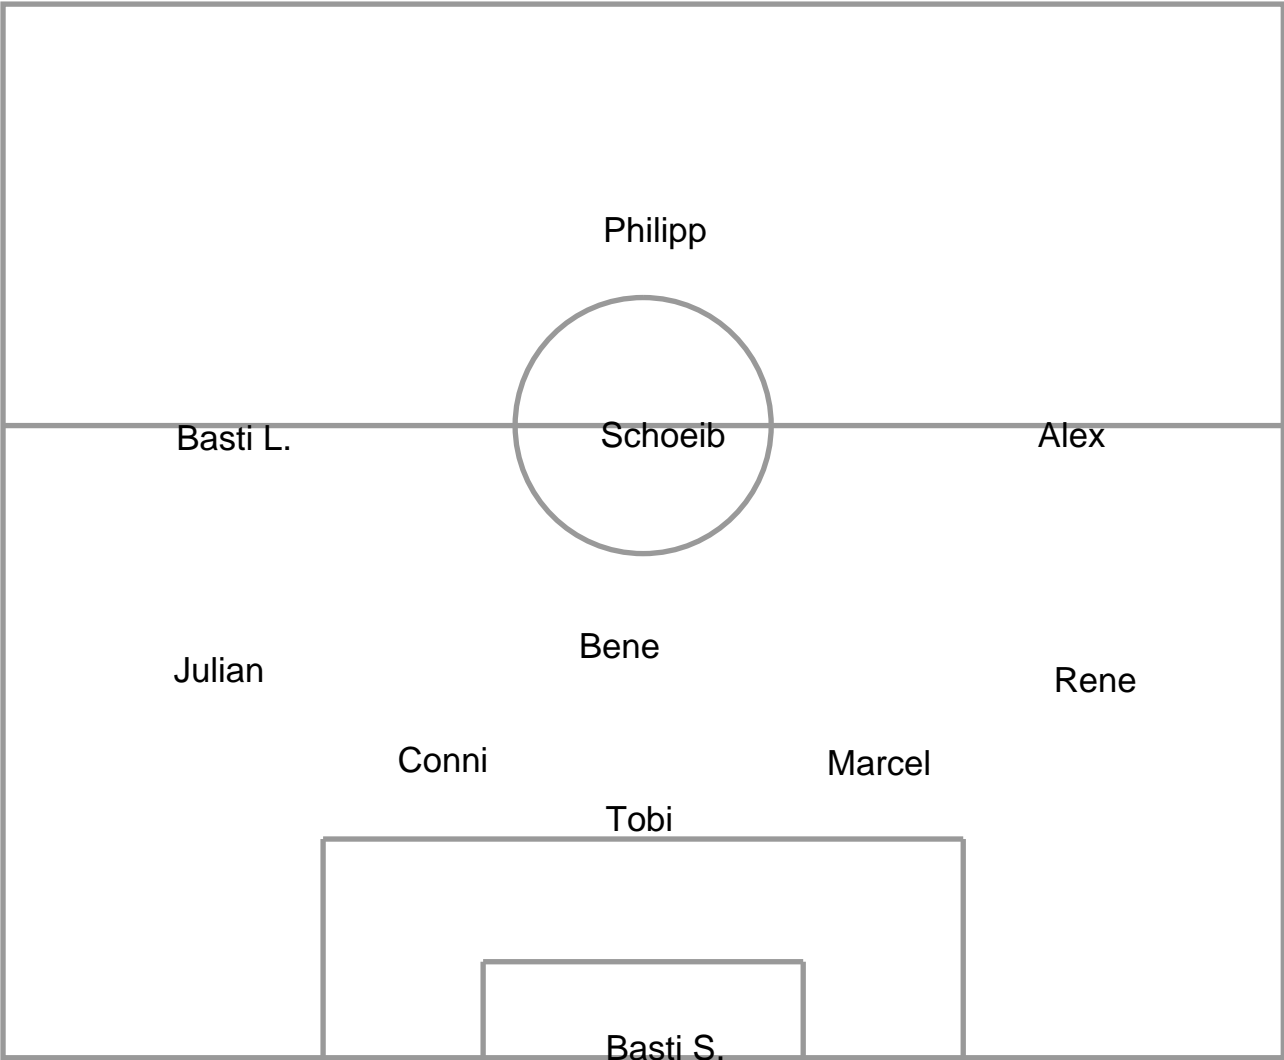 Philipp
Basti L.
Schoeib
Alex
Bene
Julian
Rene
Conni
Marcel
Tobi
Basti S.